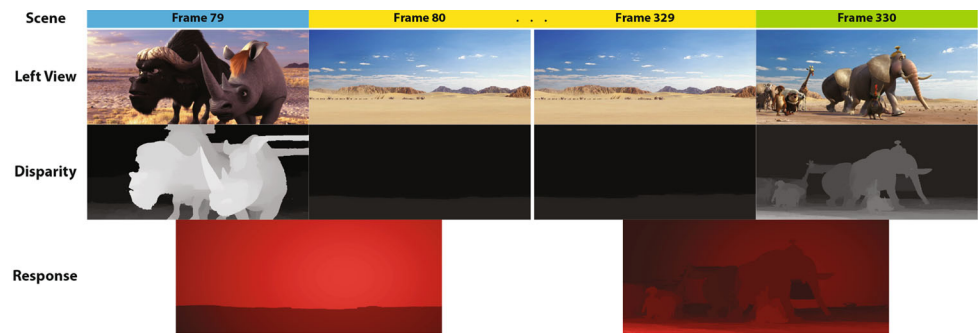 Scene Frame 79 Frame 80 . . . Frame 329 Frame 330
Left View
Disparity
Response